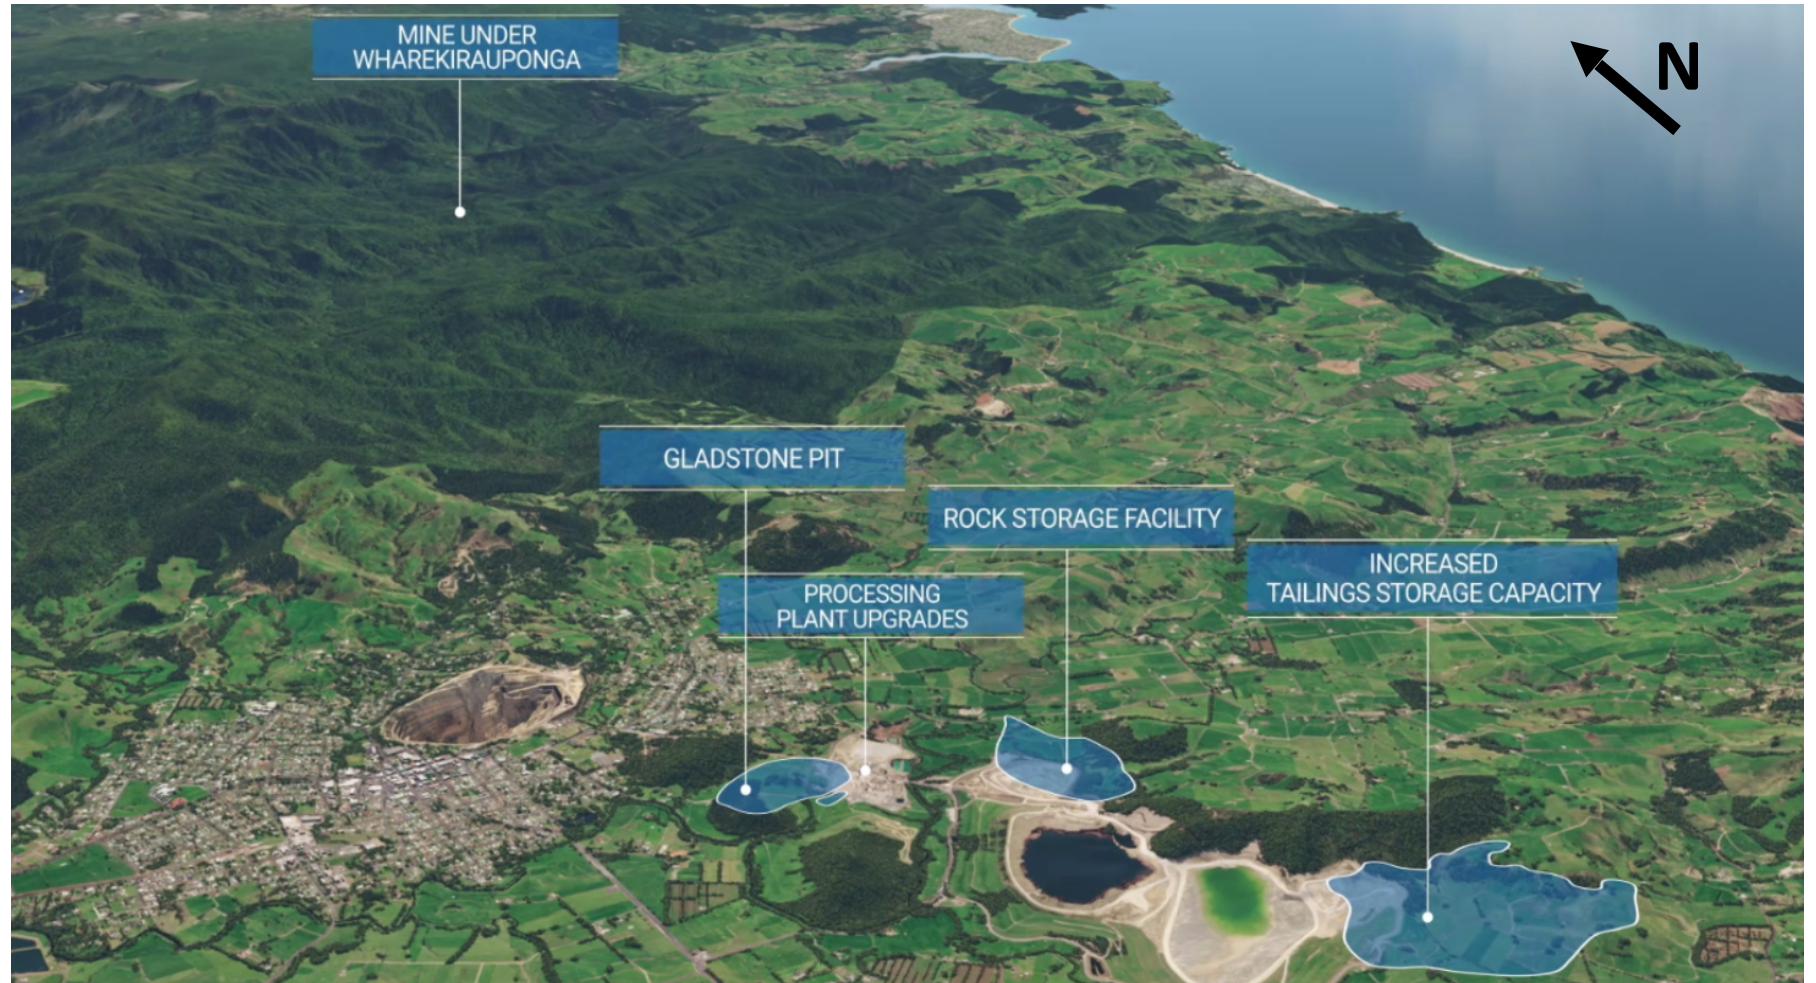 MINE UNDER
WHAREKIRAUPONGA
N
GLADSTONE PIT
ROCK STORAGE FACILITY
INCREASED
TAILINGS STORAGE CAPACITY
PROCESSING
PLANT UPGRADES